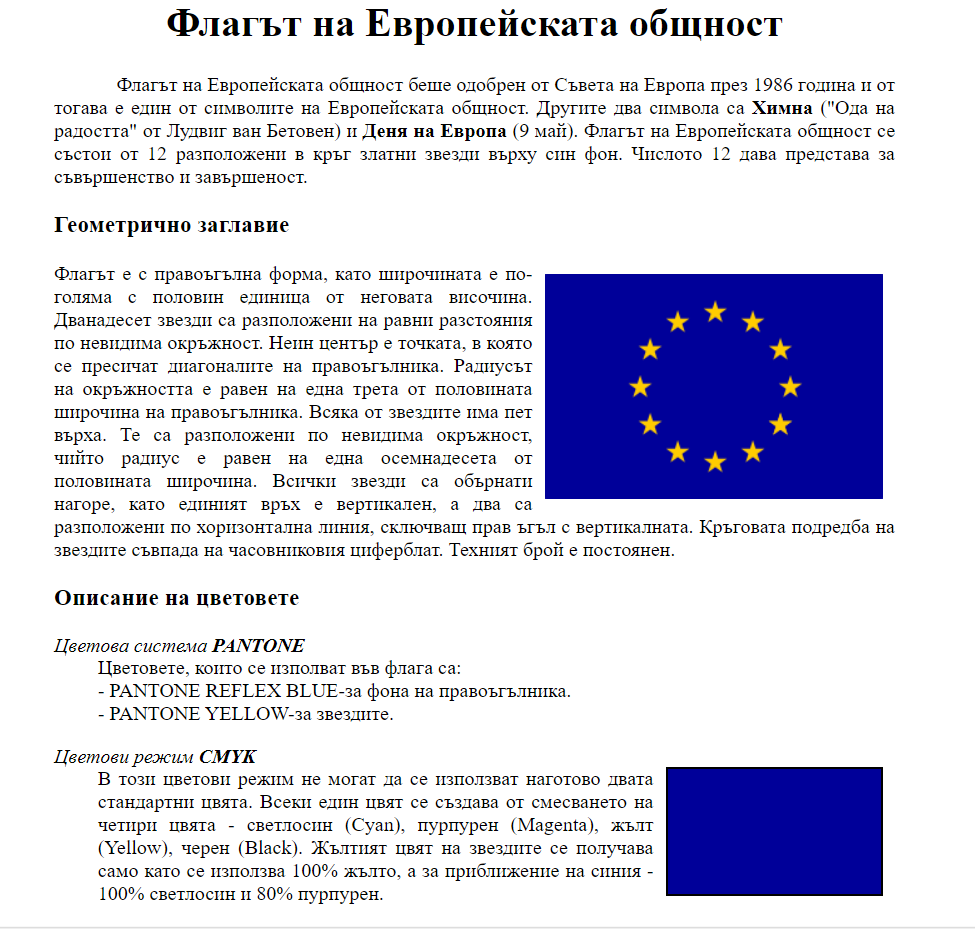 Флагът на Европейската общност
Флагът на Европейската общност беше одобрен от Съвета на Европа през 1986 година и от
тогава е един от символите на Европейската общност. Другите два символа са Химна ("Ода на
радостта" от Лудвиг ван Бетовен) и Деня на Европа (9 май). Флагът на Европейската общност се
състои от 12 разположени в кръг златни звезди върху син фон. Числото 12 дава представа за
съвършенство и завършеност.
Геометрично заглавие
Флагът е с правоъгълна форма, като широчината е по-
голяма с половин единица от неговата височина.
Дванадесет звезди са разположени на равни разстояния
по невидима окръжност. Неин център е точката, в която
се пресичат диагоналите на правоъгълника. Радиусът
на окръжността е равен на една трета от половината
широчина на правоъгълника. Всяка от звездите има пет
върха. Те са разположени по невидима окръжност,
чийто радиус е равен на една осемнадесета от
половината широчина. Всички звезди са обърнати
нагоре, като единият връх е вертикален, а два са
разположени по хоризонтална линия, сключващ прав ъгъл с вертикалната. Кръговата подредба на
звездите съвпада на часовниковия циферблат. Техният брой е постоянен.
Описание на цветовете
Цветова система PANTONE
Цветовете, които се изполват във флага са:
- PANTONE REFLEX BLUE-за фона на правоъгълника.
- PANTONE YELLOW-за звездите.
Цветови режим CMYK
В този цветови режим не могат да се използват наготово двата
стандартни цвята. Всеки един цвят се създава от смесването на
четири цвята - светлосин (Cyan), пурпурен (Magenta), жълт
(Yellow), черен (Black). Жълтият цвят на звездите се получава
само като се използва 100% жълто, а за приближение на синия -
100% светлосин и 80% пурпурен.